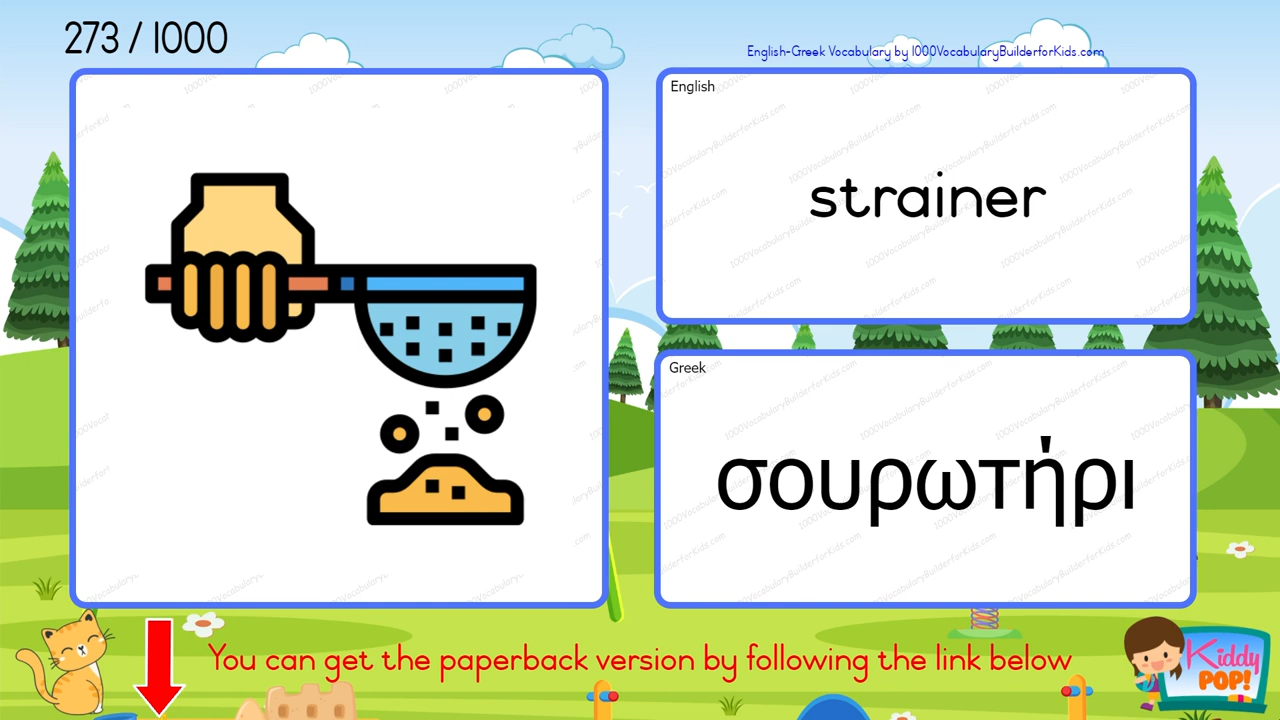 273 / 1000
English-Greek Vocabulary by 1000VocabularyBuilderforKids.com
English
strainer
Greek
σουρωτήρι
You can get the paperback version by following the link below
Kiddy
POP!